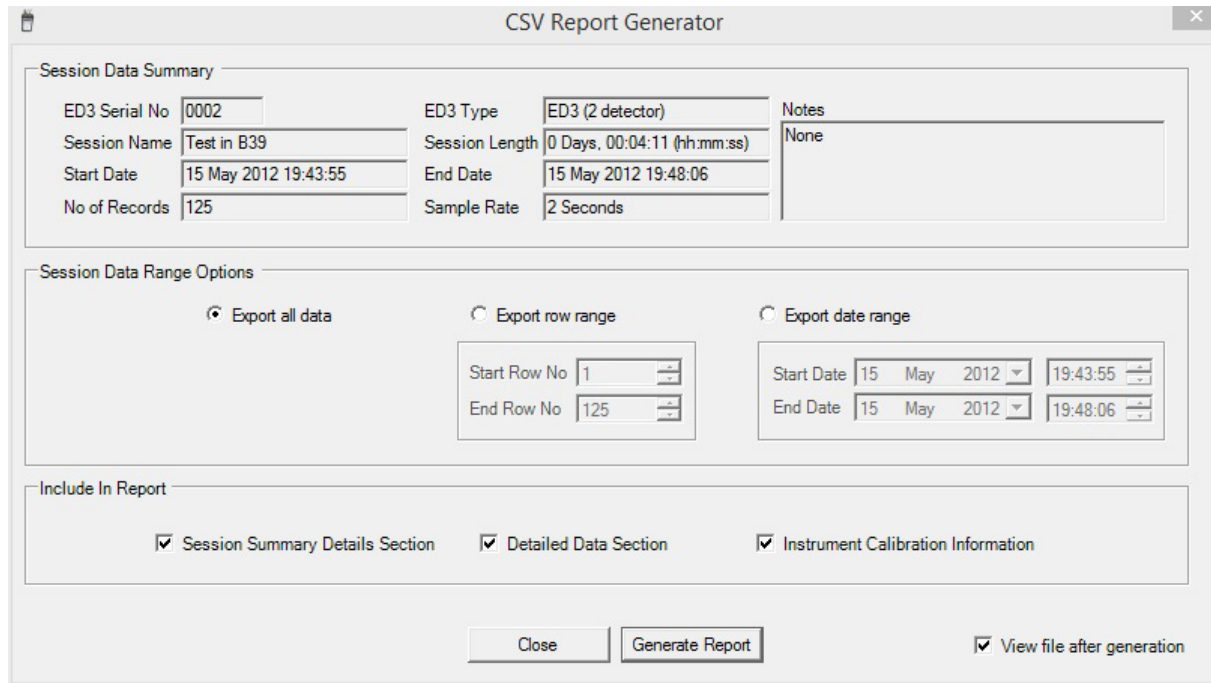 CSV Report Generator
Session Data Summary
ED3 Serial No 0002 ED3 Type ED3 (2 detector) Notes
Session Name Test in B39 Session Length 0 Days, 00:04:11 (hh:mm:ss) None
Start Date 15 May 2012 19:43:55 End Date 15 May 2012 19:48:06
No of Records 125 Sample Rate 2 Seconds
Session Data Range Options
Export all data Export row range Export date range
Start Row No 1 Start Date 15 May 2012 19:43:55
End Row No 125 End Date 15 May 2012 19:48:06
Include In Report
Session Summary Details Section Detailed Data Section Instrument Calibration Information
Close Generate Report View file after generation